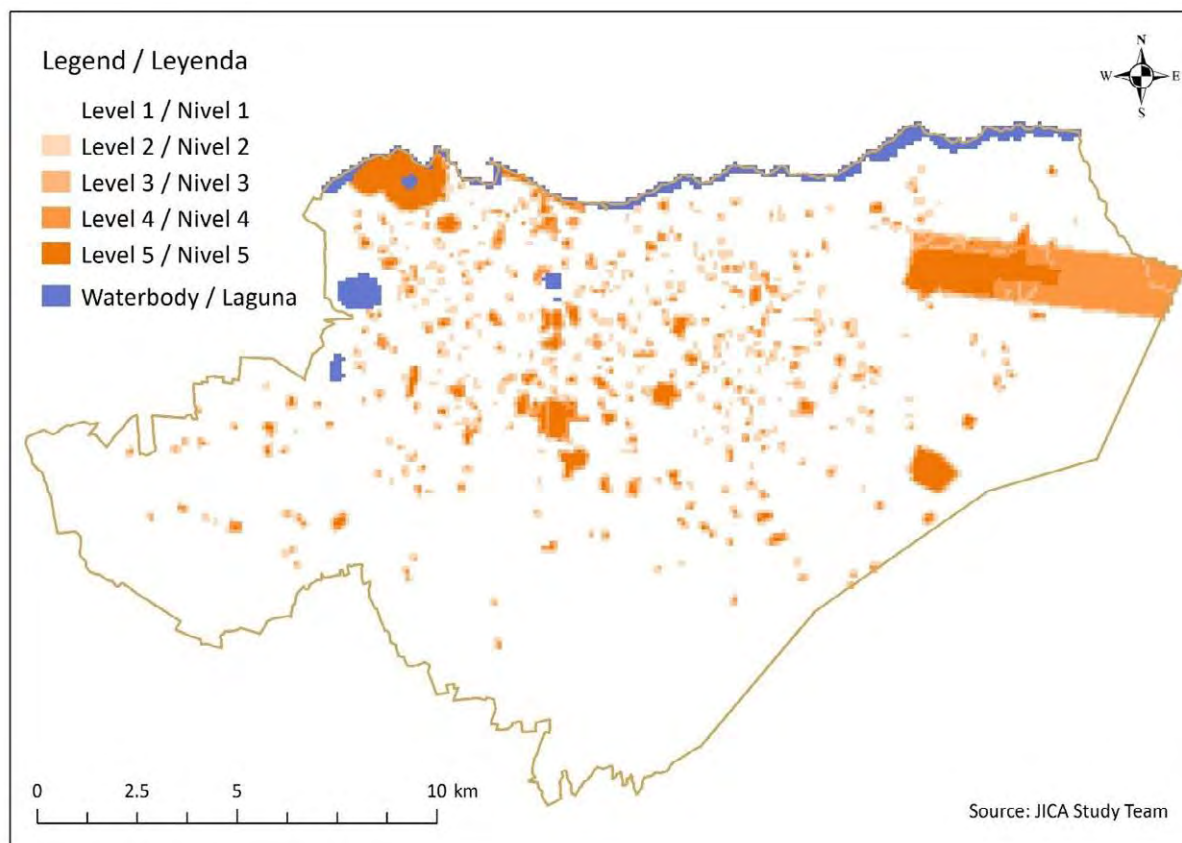 Legend / Leyenda
Level 1 / Nivel 1
Level 2 / Nivel 2
Level 3 / Nivel 3
Level 4 / Nivel 4
Level 5 / Nivel 5
Waterbody / Laguna
N
W E
S
0 2.5 5 10 km
Source: JICA Study Team